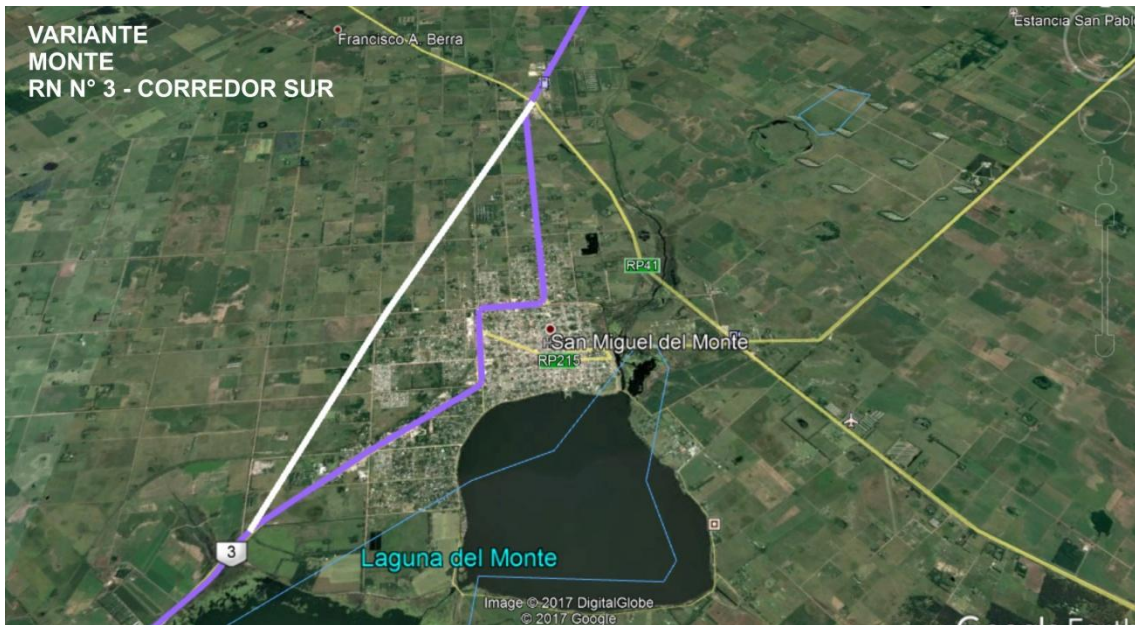 VARIANTE
MONTE
RN N° 3 - CORREDOR SUR
Francisco A. Berra
Estancia San Pablo
RP41
San Miguel del Monte
RP215
3
Laguna del Monte
Image © 2017 DigitalGlobe
© 2017 Google